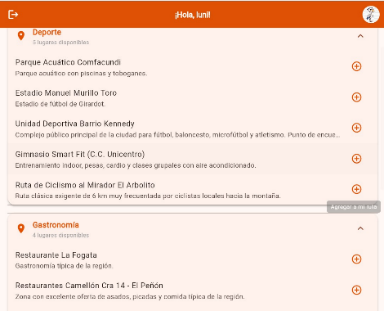 ¡Hola, luni!
Deporte
5 lugares disponibles
Parque Acuático Comfacundi
Parque acuático con piscinas y toboganes.
Estadio Manuel Murillo Toro
Estadio de fútbol de Girardot.
Unidad Deportiva Barrio Kennedy
Complejo público principal de la ciudad para fútbol, baloncesto, microfútbol y atletismo. Punto de encue...
Gimnasio Smart Fit (C.C. Unicentro)
Entrenamiento indoor, pesas, cardio y clases grupales con aire acondicionado.
Ruta de Ciclismo al Mirador El Arbolito
Ruta clásica exigente de 6 km muy frecuentada por ciclistas locales hacia la montaña.
Agregar a mi ruta
Gastronomía
4 lugares disponibles
Restaurante La Fogata
Gastronomía típica de la región.
Restaurantes Camellón Cra 14 - El Peñón
Zona con excelente oferta de asados, picadas y comida típica de la región.